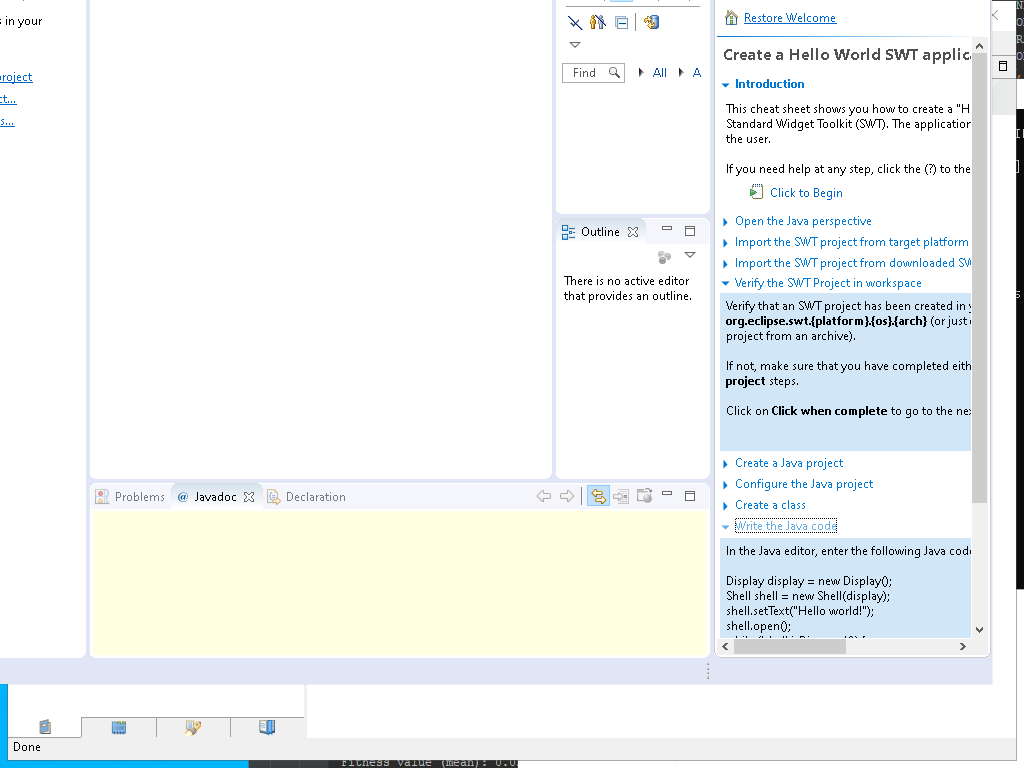 s in your
Restore Welcome
Create a Hello World SWT applic
Find
All
A
roject
ct...
s...
Introduction
This cheat sheet shows you how to create a "H
Standard Widget Toolkit (SWT). The application
the user.
If you need help at any step, click the (?) to the
Click to Begin
Open the Java perspective
Import the SWT project from target platform
Import the SWT project from downloaded SW
Verify the SWT Project in workspace
Verify that an SWT project has been created in y
org.eclipse.swt.{platform}.{os}.{arch} (or just
project from an archive).
If not, make sure that you have completed eith
project steps.
Click on Click when complete to go to the nex
Create a Java project
Configure the Java project
Create a class
Write the Java code
In the Java editor, enter the following Java cod
Display display = new Display();
Shell shell = new Shell(display);
shell.setText("Hello world!");
shell.open();
Outline
There is no active editor
that provides an outline.
Problems
Javadoc
Declaration
Done
Fitness value (mean): 0.0